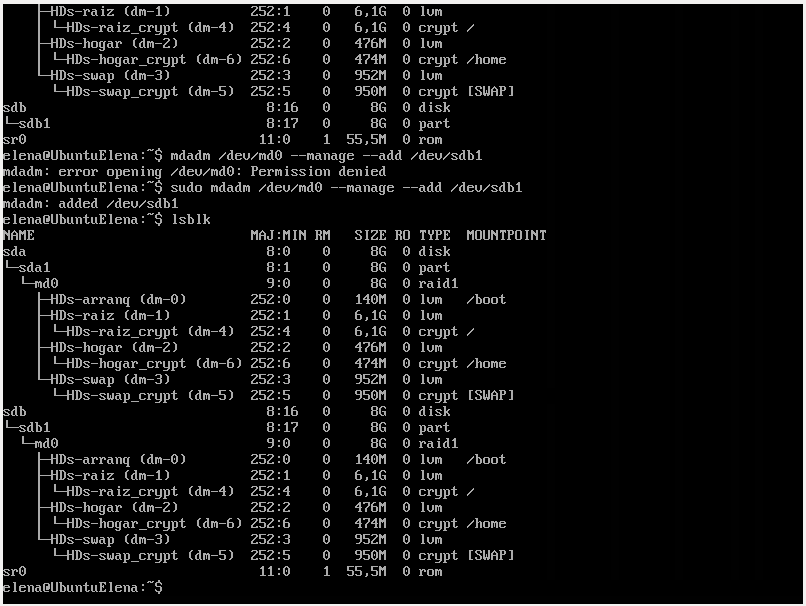 ├─HDs-raiz (dm-1) 252:1 0 6,1G 0 lvm
│ └─HDs-raiz_crypt (dm-4) 252:4 0 6,1G 0 crypt /
├─HDs-hogar (dm-2) 252:2 0 476M 0 lvm
│ └─HDs-hogar_crypt (dm-6) 252:6 0 474M 0 crypt /home
└─HDs-swap (dm-3) 252:3 0 952M 0 lvm
└─HDs-swap_crypt (dm-5) 252:5 0 950M 0 crypt [SWAP]
sdb 8:16 0 8G 0 disk
└─sdb1 8:17 0 8G 0 part
sr0 11:0 1 55,5M 0 rom
elena@UbuntuElena:~$ mdadm /dev/md0 --manage --add /dev/sdb1
mdadm: error opening /dev/md0: Permission denied
elena@UbuntuElena:~$ sudo mdadm /dev/md0 --manage --add /dev/sdb1
mdadm: added /dev/sdb1
elena@UbuntuElena:~$ lsblk
NAME MAJ:MIN RM SIZE RO TYPE MOUNTPOINT
sda 8:0 0 8G 0 disk
└─sda1 8:1 0 8G 0 part
└─md0 9:0 0 8G 0 raid1
├─HDs-arranq (dm-0) 252:0 0 140M 0 lvm /boot
├─HDs-raiz (dm-1) 252:1 0 6,1G 0 lvm
│ └─HDs-raiz_crypt (dm-4) 252:4 0 6,1G 0 crypt /
├─HDs-hogar (dm-2) 252:2 0 476M 0 lvm
│ └─HDs-hogar_crypt (dm-6) 252:6 0 474M 0 crypt /home
└─HDs-swap (dm-3) 252:3 0 952M 0 lvm
└─HDs-swap_crypt (dm-5) 252:5 0 950M 0 crypt [SWAP]
sdb 8:16 0 8G 0 disk
└─sdb1 8:17 0 8G 0 part
└─md0 9:0 0 8G 0 raid1
├─HDs-arranq (dm-0) 252:0 0 140M 0 lvm /boot
├─HDs-raiz (dm-1) 252:1 0 6,1G 0 lvm
│ └─HDs-raiz_crypt (dm-4) 252:4 0 6,1G 0 crypt /
├─HDs-hogar (dm-2) 252:2 0 476M 0 lvm
│ └─HDs-hogar_crypt (dm-6) 252:6 0 474M 0 crypt /home
└─HDs-swap (dm-3) 252:3 0 952M 0 lvm
└─HDs-swap_crypt (dm-5) 252:5 0 950M 0 crypt [SWAP]
sr0 11:0 1 55,5M 0 rom
elena@UbuntuElena:~$